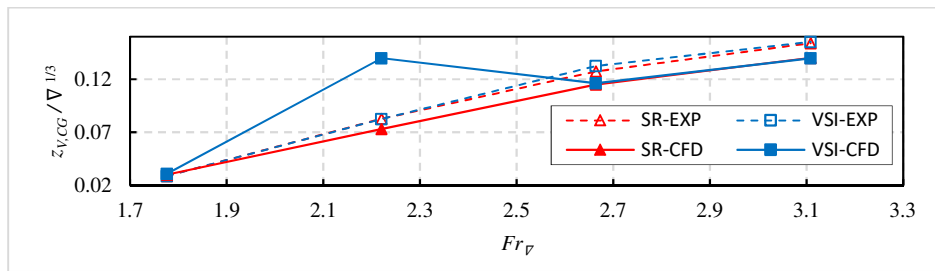 z_{V,CG} / ∇^{1/3}
0.12
0.07
0.02
SR-EXP VSI-EXP
SR-CFD VSI-CFD
1.7 1.9 2.1 2.3 2.5 2.7 2.9 3.1 3.3
Fr_∇